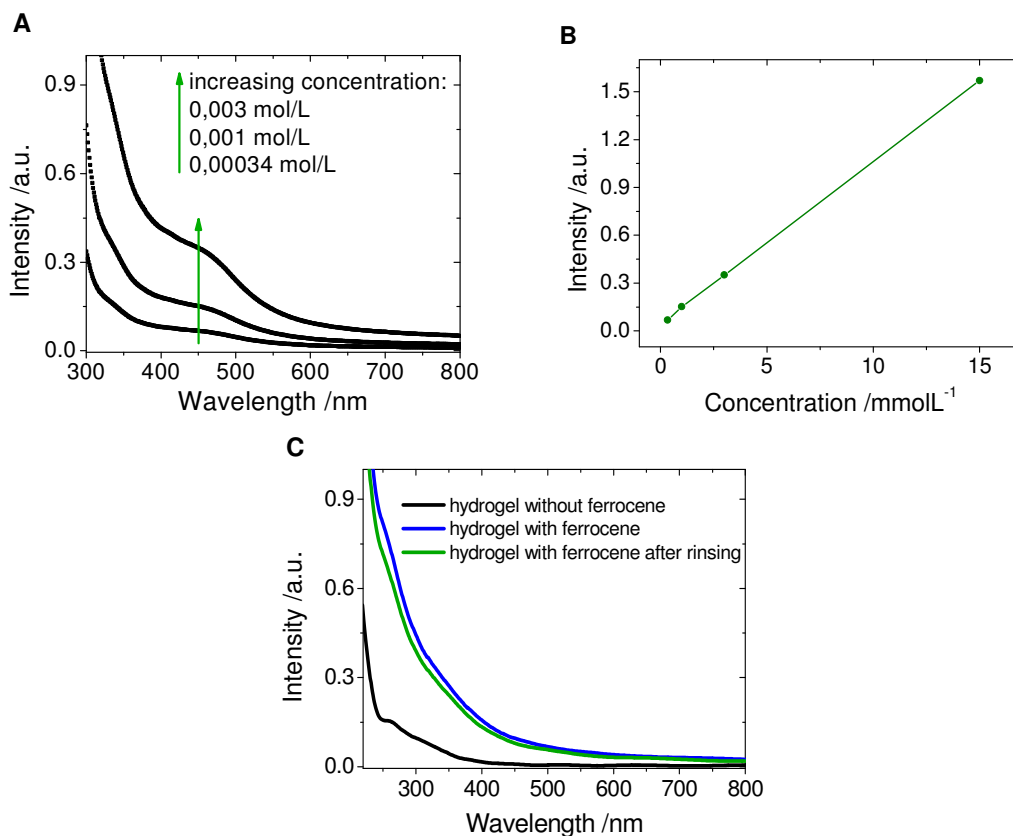 A
increasing concentration:
0,003 mol/L
0,001 mol/L
0,00034 mol/L
0.9
0.6
0.3
0.0
Intensity /a.u.
300 400 500 600 700 800
Wavelength /nm
B
1.5
1.2
0.9
0.6
0.3
0.0
Intensity /a.u.
0 5 10 15
Concentration /mmolL⁻¹
C
hydrogel without ferrocene
hydrogel with ferrocene
hydrogel with ferrocene after rinsing
0.9
0.6
0.3
0.0
Intensity /a.u.
300 400 500 600 700 800
Wavelength /nm